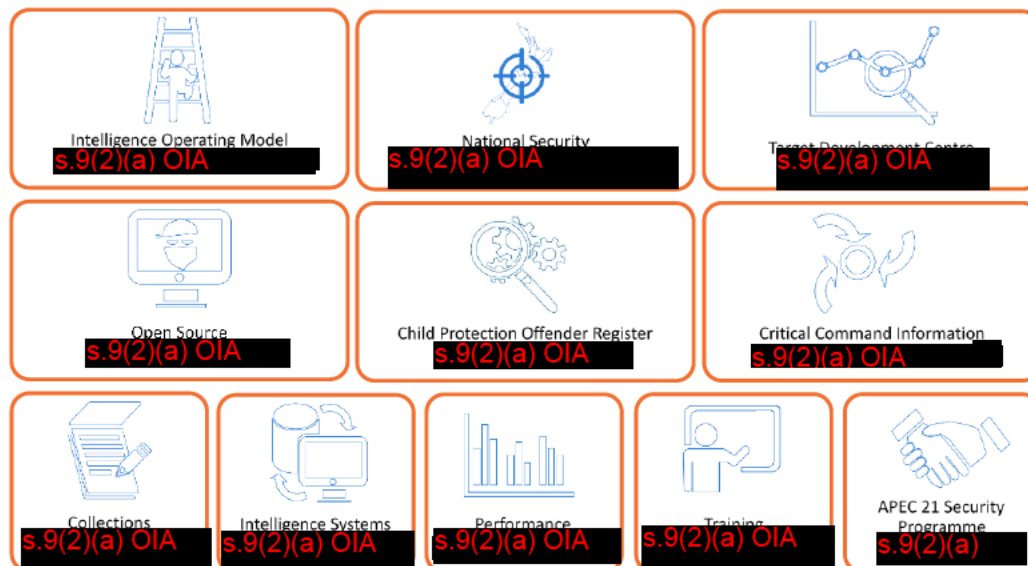 Intelligence Operating Model
s.9(2)(a) OIA
National Security
s.9(2)(a) OIA
Target Development Centre
s.9(2)(a) OIA
Open Source
s.9(2)(a) OIA
Child Protection Offender Register
s.9(2)(a) OIA
Critical Command Information
s.9(2)(a) OIA
Collections
s.9(2)(a) OIA
Intelligence Systems
s.9(2)(a) OIA
Performance
s.9(2)(a) OIA
Training
s.9(2)(a) OIA
APEC 21 Security
Programme
s.9(2)(a)